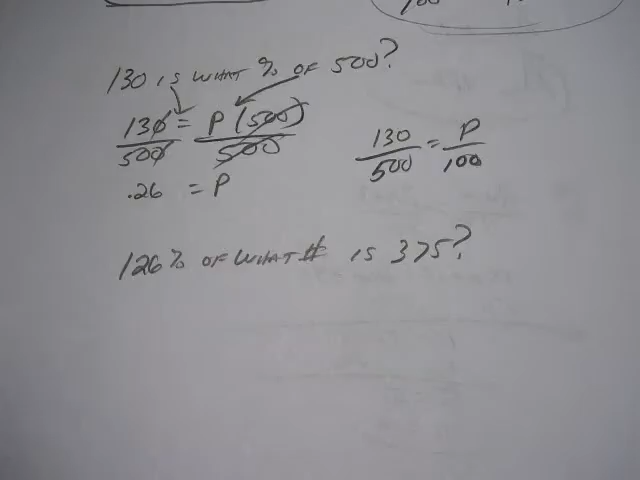 130 is what % of 500?
130 = P (500)
500 500
.26 = P
130 = P
500 100
126% of what # is 375?